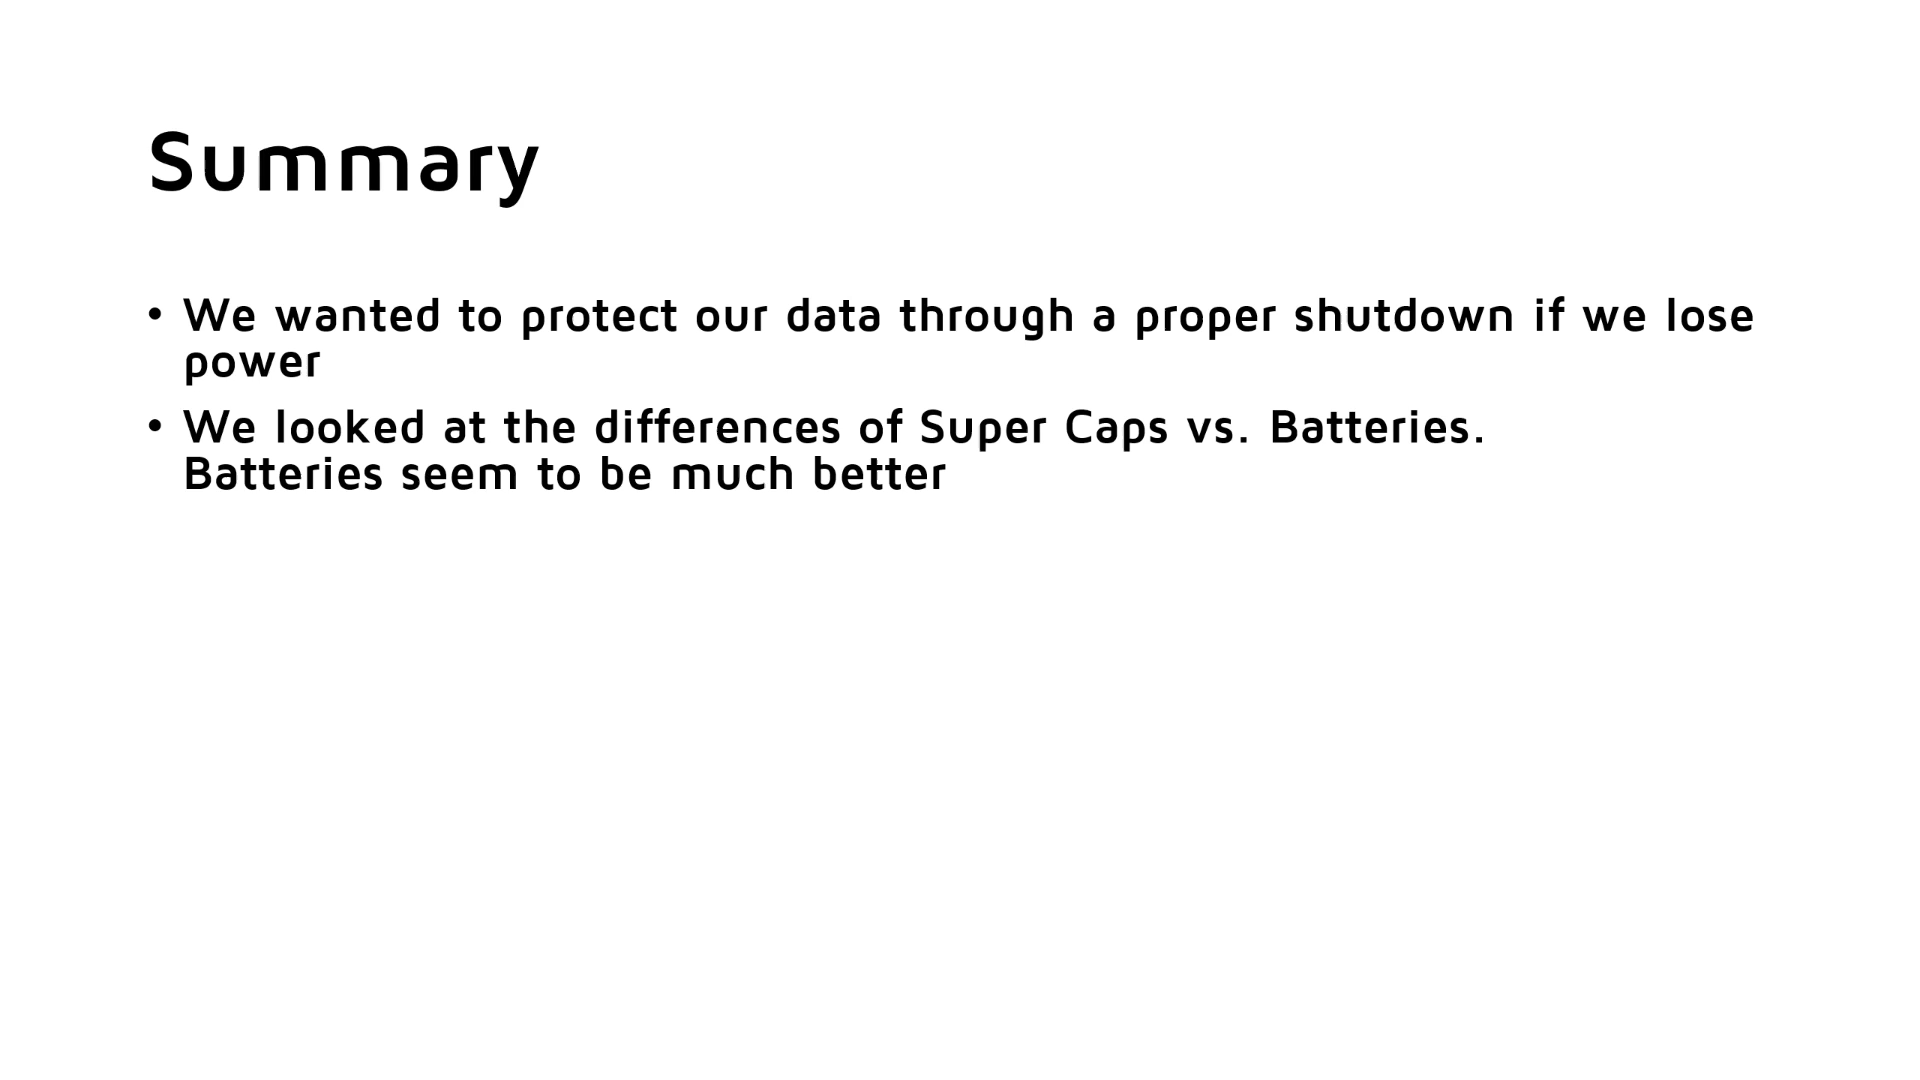 Summary
• We wanted to protect our data through a proper shutdown if we lose
power
• We looked at the differences of Super Caps vs. Batteries.
Batteries seem to be much better